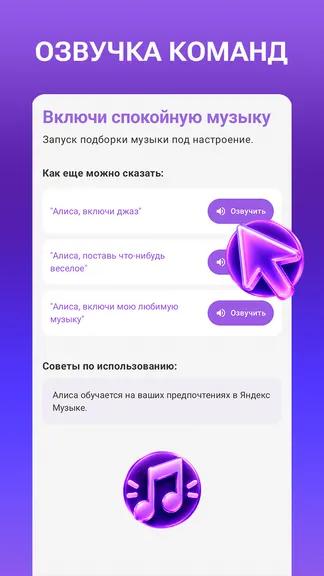 ОЗВУЧКА КОМАНД
Включи спокойную музыку
Запуск подборки музыки под настроение.
Как еще можно сказать:
"Алиса, включи джаз"
Озвучить
"Алиса, поставь что-нибудь
веселое"
"Алиса, включи мою любимую
музыку"
Озвучить
Советы по использованию:
Алиса обучается на ваших предпочтениях в Яндекс
Музыке.